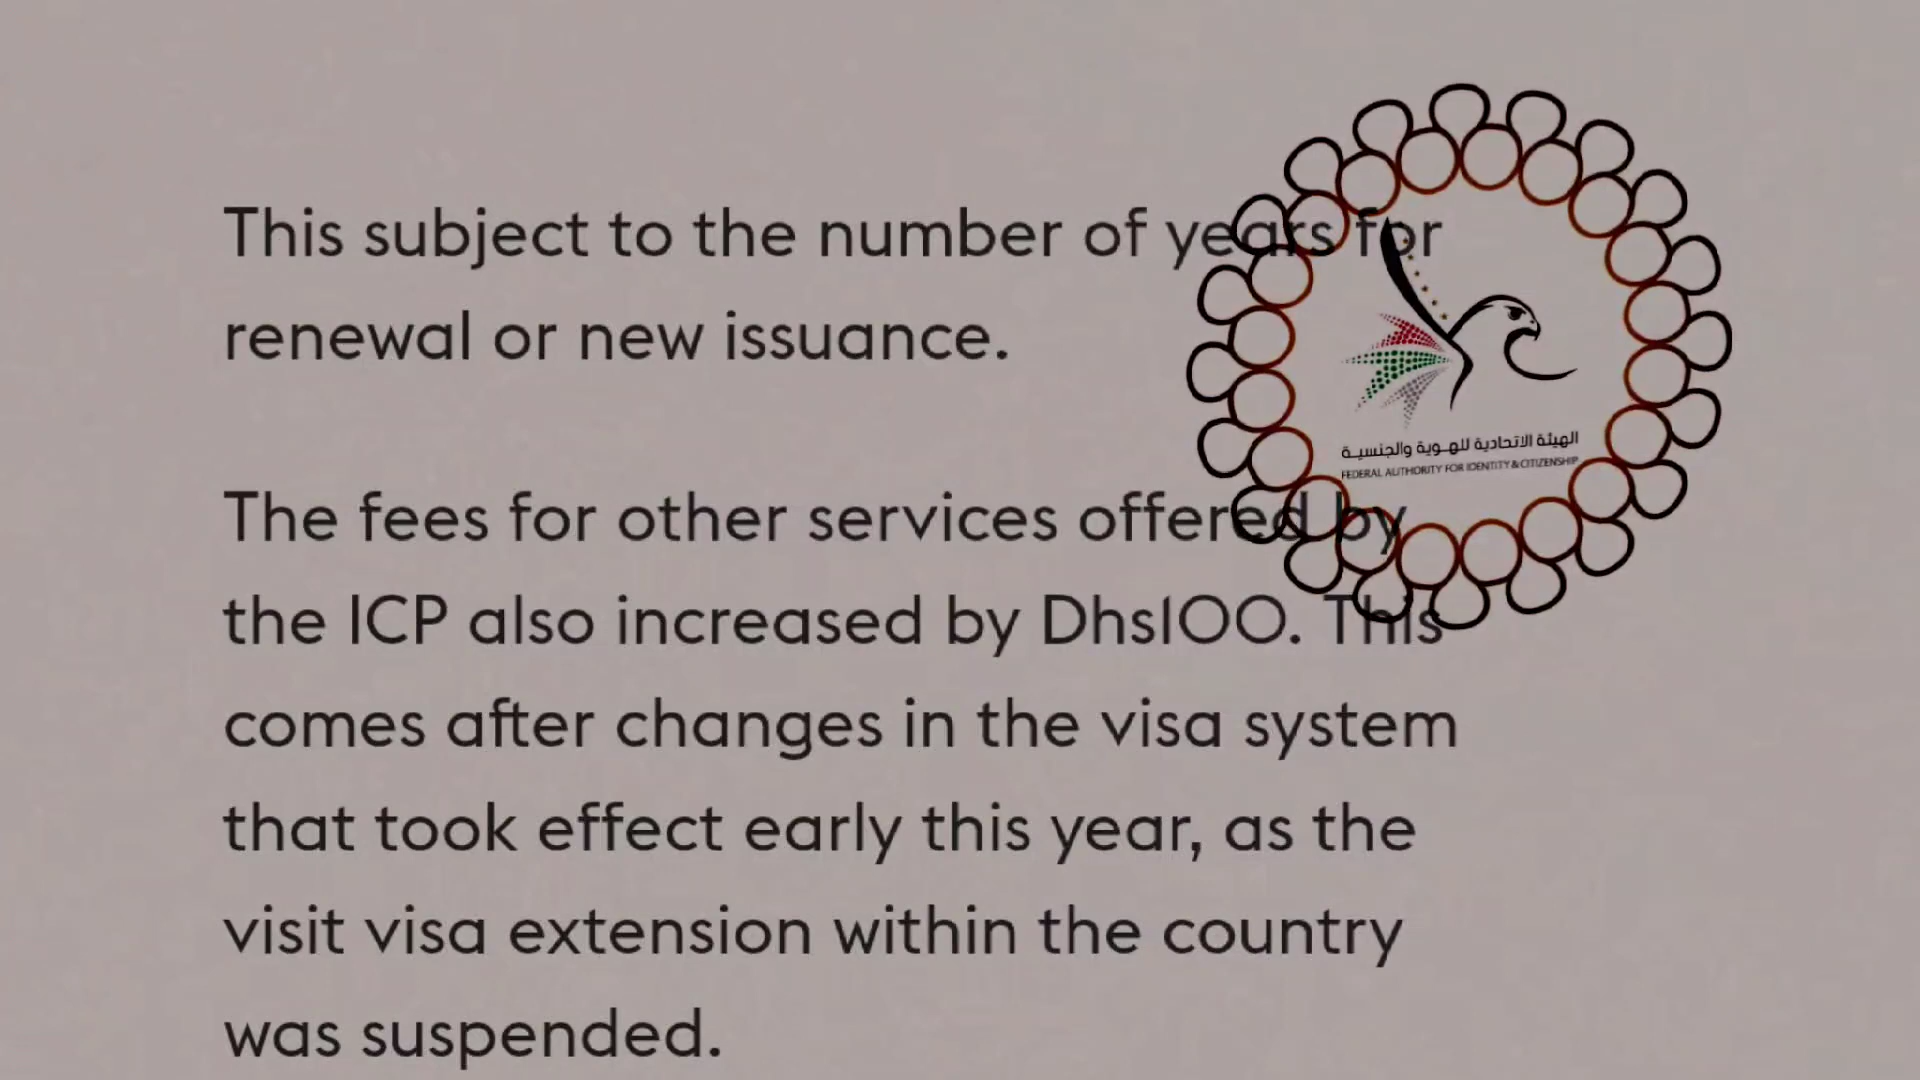 This subject to the number of years for
renewal or new issuance.
الهيئة الاتحادية للهـوية والجنسيـة
FEDERAL AUTHORITY FOR IDENTITY & CITIZENSHIP
The fees for other services offered by
the ICP also increased by Dhs100. This
comes after changes in the visa system
that took effect early this year, as the
visit visa extension within the country
was suspended.